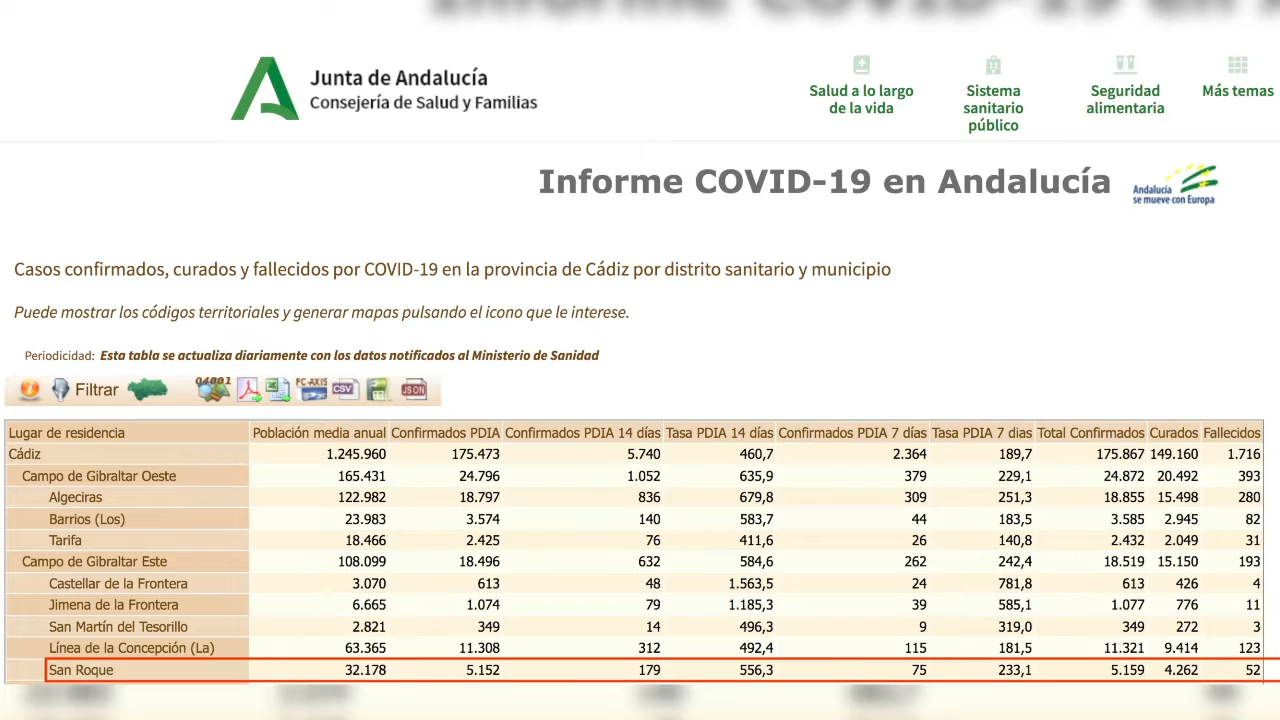 Junta de Andalucía
Consejería de Salud y Familias
Salud a lo largo
de la vida
Sistema
sanitario
público
Seguridad
alimentaria
Más temas
Informe COVID-19 en Andalucía
Andalucía
se mueve con Europa
Casos confirmados, curados y fallecidos por COVID-19 en la provincia de Cádiz por distrito sanitario y municipio
Puede mostrar los códigos territoriales y generar mapas pulsando el icono que le interese.
Periodicidad: Esta tabla se actualiza diariamente con los datos notificados al Ministerio de Sanidad
Filtrar 04001 PC-AXIS CSV JSON
Lugar de residencia Población media anual Confirmados PDIA Confirmados PDIA 14 días Tasa PDIA 14 días Confirmados PDIA 7 días Tasa PDIA 7 dias Total Confirmados Curados Fallecidos
Cádiz 1.245.960 175.473 5.740 460,7 2.364 189,7 175.867 149.160 1.716
Campo de Gibraltar Oeste 165.431 24.796 1.052 635,9 379 229,1 24.872 20.492 393
Algeciras 122.982 18.797 836 679,8 309 251,3 18.855 15.498 280
Barrios (Los) 23.983 3.574 140 583,7 44 183,5 3.585 2.945 82
Tarifa 18.466 2.425 76 411,6 26 140,8 2.432 2.049 31
Campo de Gibraltar Este 108.099 18.496 632 584,6 262 242,4 18.519 15.150 193
Castellar de la Frontera 3.070 613 48 1.563,5 24 781,8 613 426 4
Jimena de la Frontera 6.665 1.074 79 1.185,3 39 585,1 1.077 776 11
San Martín del Tesorillo 2.821 349 14 496,3 9 319,0 349 272 3
Línea de la Concepción (La) 63.365 11.308 312 492,4 115 181,5 11.321 9.414 123
San Roque 32.178 5.152 179 556,3 75 233,1 5.159 4.262 52